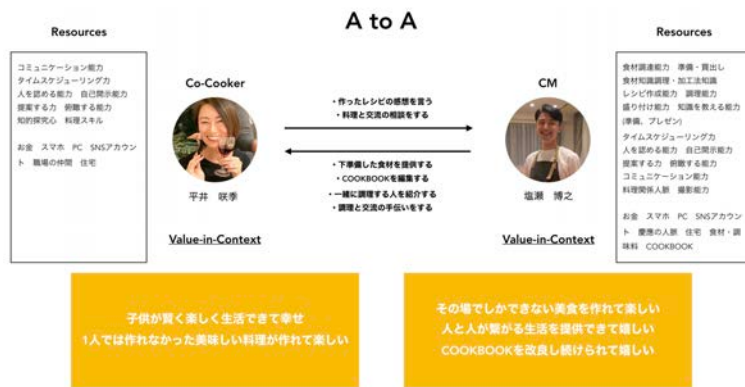 A to A
Resources
コミュニケーション能力
タイムスケジューリング力
人を認める能力 自己開示能力
提案する力 俯瞰する能力
知的探究心 料理スキル
お金 スマホ PC SNSアカウン
ト 職場の仲間 住宅
Co-Cooker
平井 咲季
Value-in-Context
・作ったレシピの感想を言う
・料理と交流の相談をする
・下準備した食材を提供する
・COOKBOOKを編集する
・一緒に調理する人を紹介する
・調理と交流の手伝いをする
CM
塩瀬 博之
Value-in-Context
Resources
食材調達能力 準備・買出し
食材知識調理・加工法知識
レシピ作成能力 調理能力
盛り付け能力 知識を教える能力
(準備、プレゼン)
タイムスケジューリング力
人を認める能力 自己開示能力
提案する力 俯瞰する能力
コミュニケーション能力
料理関係人脈 撮影能力
お金 スマホ PC SNSアカウン
ト 慶應の人脈 住宅 食材・調
味料 COOKBOOK
子供が賢く楽しく生活できて幸せ
1人では作れなかった美味しい料理が作れて楽しい
その場でしかできない美食を作れて楽しい
人と人が繋がる生活を提供できて嬉しい
COOKBOOKを改良し続けられて嬉しい